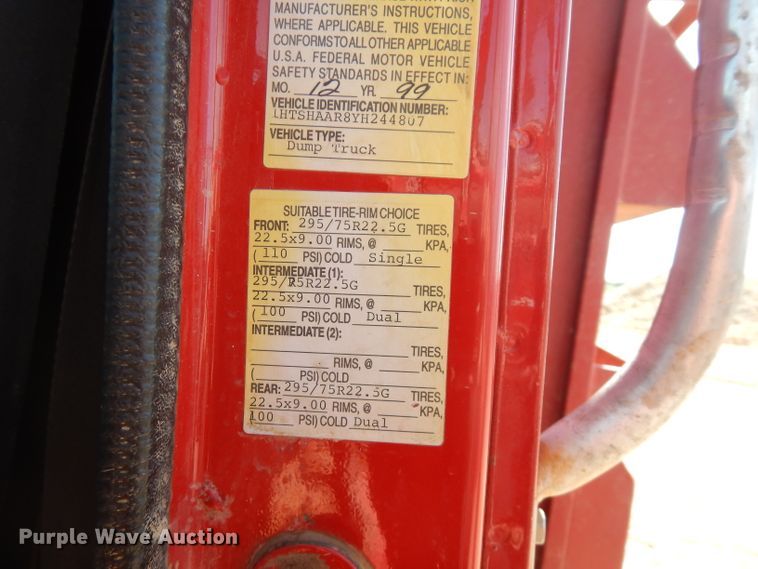 MANUFACTURER'S INSTRUCTIONS,
WHERE APPLICABLE. THIS VEHICLE
CONFORMS TO ALL OTHER APPLICABLE
U.S.A. FEDERAL MOTOR VEHICLE
SAFETY STANDARDS IN EFFECT IN:
MO. 12 YR. 99
VEHICLE IDENTIFICATION NUMBER:
1HTSHAAR8YH244807
VEHICLE TYPE:
Dump Truck
SUITABLE TIRE-RIM CHOICE
FRONT: 295/75R22.5G TIRES,
22.5x9.00 RIMS, @ KPA,
( 110 PSI) COLD Single
INTERMEDIATE (1):
295/75R22.5G TIRES,
22.5x9.00 RIMS, @ KPA,
( 100 PSI) COLD Dual
INTERMEDIATE (2):
TIRES,
RIMS, @ KPA,
( PSI) COLD
REAR: 295/75R22.5G TIRES,
22.5x9.00 RIMS, @ KPA,
(100 PSI) COLD Dual
Purple Wave Auction